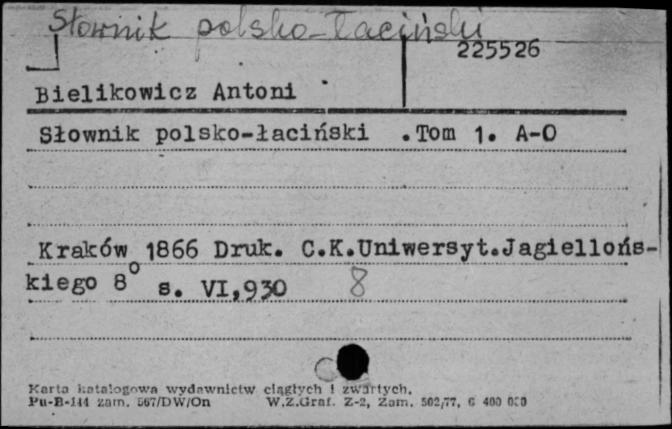 Słownik polsko-łaciński
225526
Bielikowicz Antoni
Słownik polsko-łaciński .Tom 1. A-O
Kraków 1866 Druk. C.K.Uniwersyt.Jagiellońs-
kiego 8° s. VI,930 8
Karta katalogowa wydawnictw ciągłych i zwartych.
Pu-B-144 zam. 567/DW/On W.Z.Graf. Z-2, Zam. 502/77, 400 000